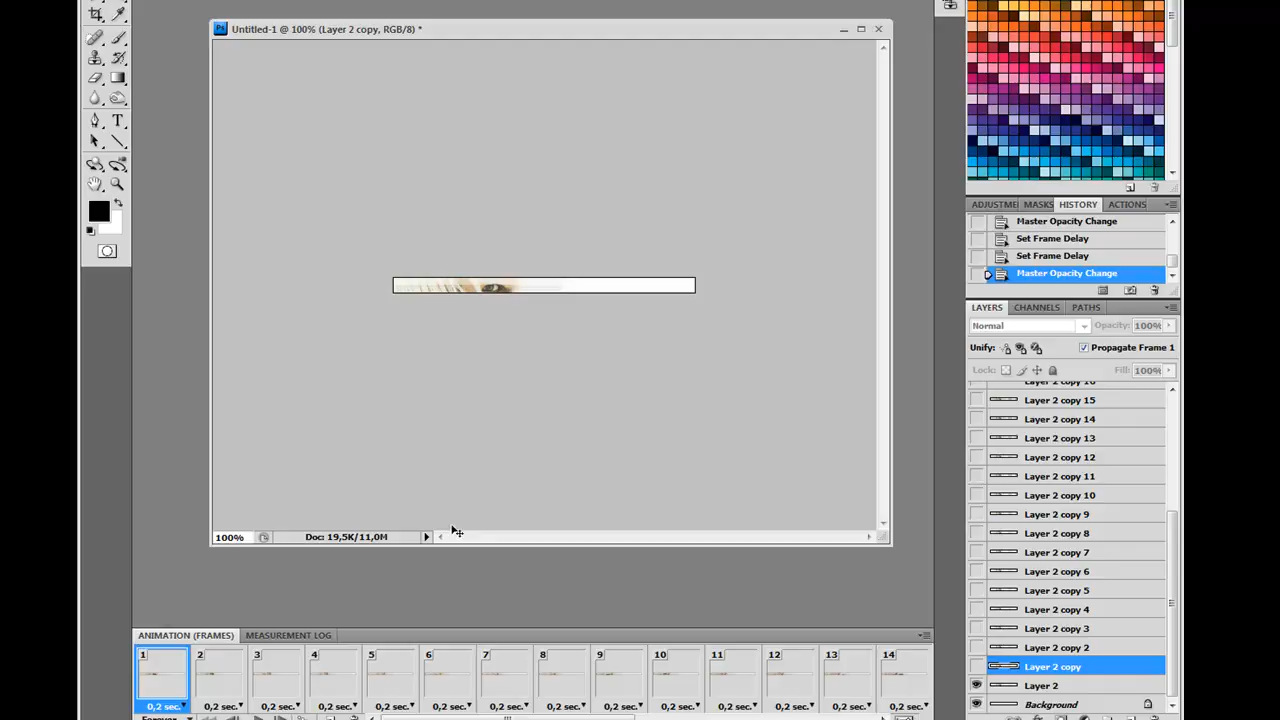 Untitled-1 @ 100% (Layer 2 copy, RGB/8) *
T
100%
Doc: 19,5K/11,0M
ADJUSTME MASKS HISTORY ACTIONS
Master Opacity Change
Set Frame Delay
Set Frame Delay
Master Opacity Change
LAYERS CHANNELS PATHS
Normal Opacity: 100%
Unify: Propagate Frame 1
Lock: Fill: 100%
Layer 2 copy 16
Layer 2 copy 15
Layer 2 copy 14
Layer 2 copy 13
Layer 2 copy 12
Layer 2 copy 11
Layer 2 copy 10
Layer 2 copy 9
Layer 2 copy 8
Layer 2 copy 7
Layer 2 copy 6
Layer 2 copy 5
Layer 2 copy 4
Layer 2 copy 3
Layer 2 copy 2
Layer 2 copy
Layer 2
Background
ANIMATION (FRAMES) MEASUREMENT LOG
1 2 3 4 5 6 7 8 9 10 11 12 13 14
0,2 sec. 0,2 sec. 0,2 sec. 0,2 sec. 0,2 sec. 0,2 sec. 0,2 sec. 0,2 sec. 0,2 sec. 0,2 sec. 0,2 sec. 0,2 sec. 0,2 sec. 0,2 sec.
Forever